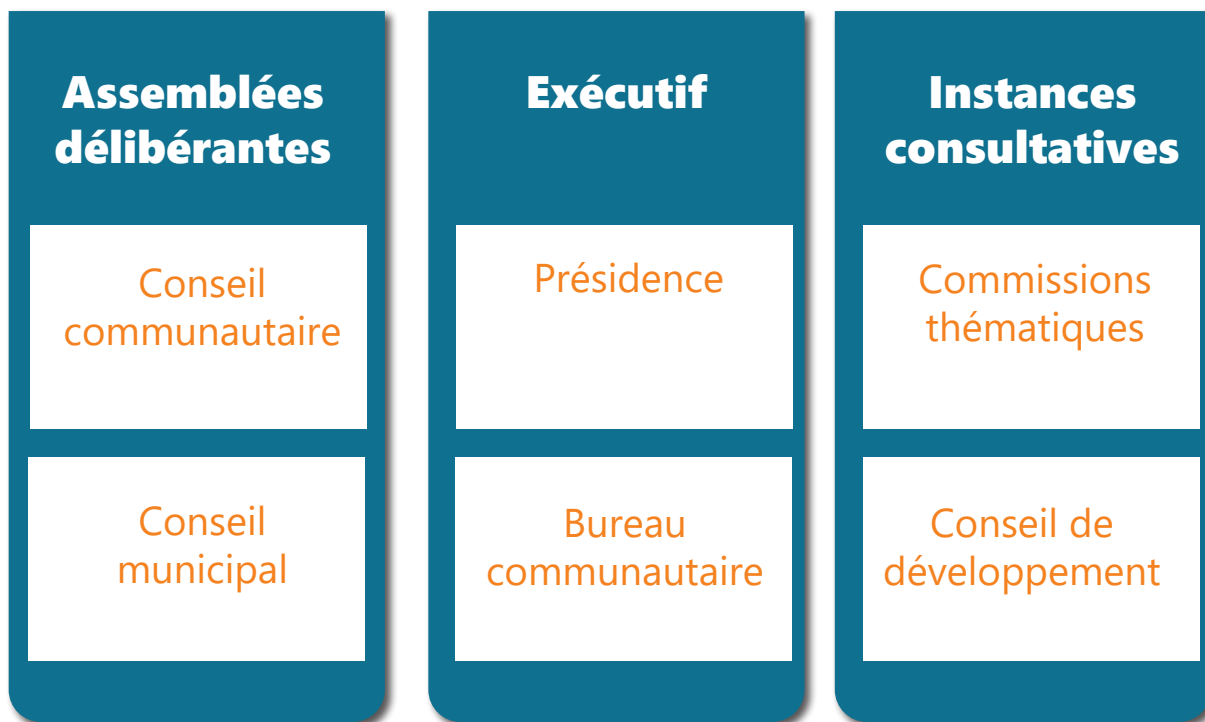 Assemblées
délibérantes
Conseil
communautaire
Conseil
municipal
Exécutif
Présidence
Bureau
communautaire
Instances
consultatives
Commissions
thématiques
Conseil de
développement